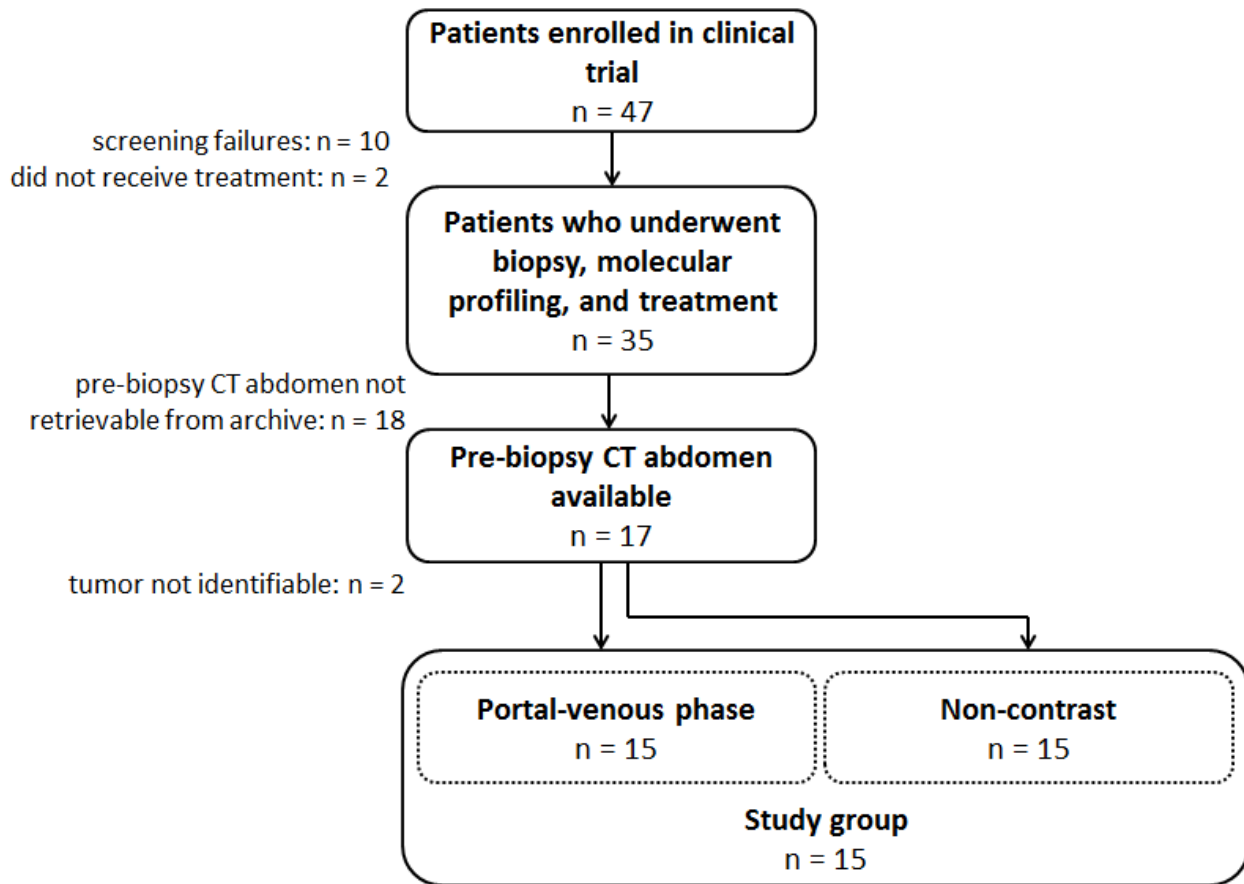 Patients enrolled in clinical
trial
n = 47
screening failures: n = 10
did not receive treatment: n = 2
Patients who underwent
biopsy, molecular
profiling, and treatment
n = 35
pre-biopsy CT abdomen not
retrievable from archive: n = 18
Pre-biopsy CT abdomen
available
n = 17
tumor not identifiable: n = 2
Portal-venous phase
n = 15
Non-contrast
n = 15
Study group
n = 15